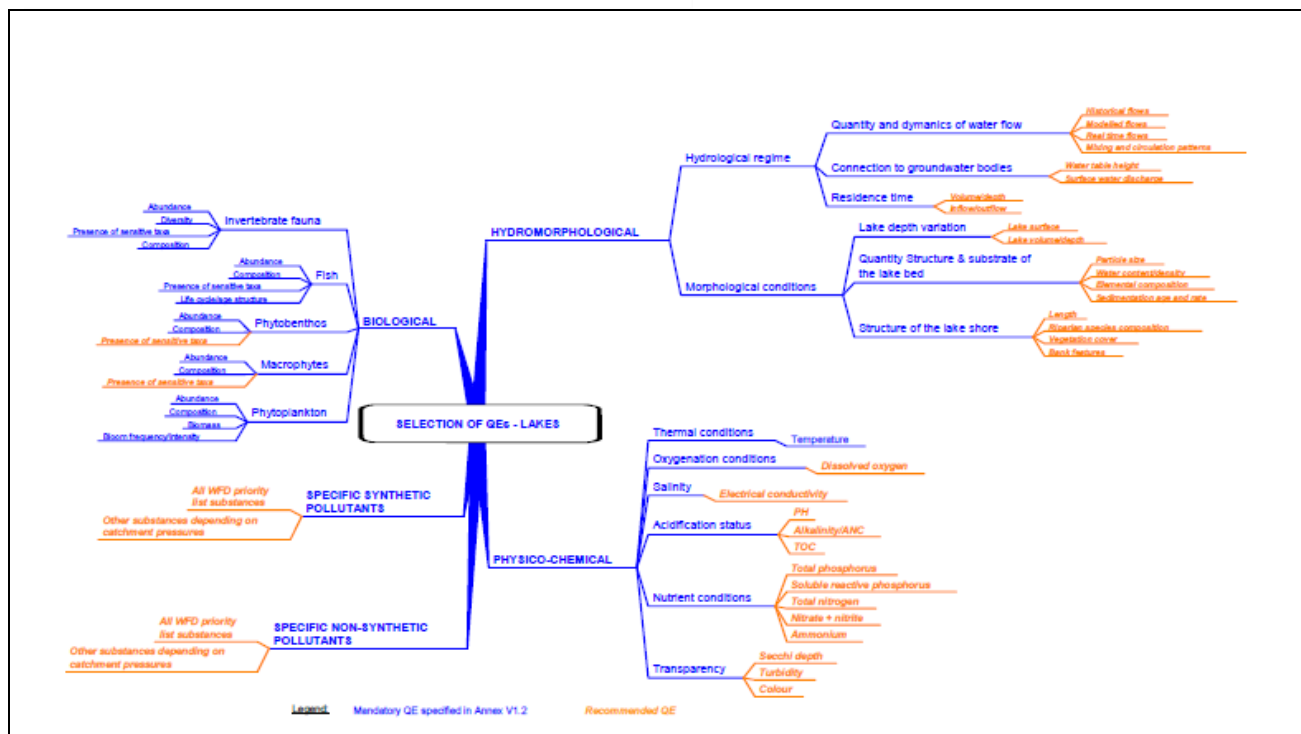 Historical flows
Modelled flows
Real time flows
Mixing and circulation patterns
Quantity and dymanics of water flow
Hydrological regime
Connection to groundwater bodies
Water table height
Surface water discharge
Residence time
Volume/depth
Inflow/outflow
HYDROMORPHOLOGICAL
Lake depth variation
Lake surface
Lake volume/depth
Quantity Structure & substrate of
the lake bed
Particle size
Water content/density
Elemental composition
Sedimentation age and rate
Morphological conditions
Structure of the lake shore
Length
Riparian species composition
Vegetation cover
Bank features
Abundance
Diversity
Presence of sensitive taxa
Composition
Invertebrate fauna
Abundance
Composition
Presence of sensitive taxa
Life cycle/age structure
Fish
BIOLOGICAL
Abundance
Composition
Presence of sensitive taxa
Phytobenthos
Abundance
Composition
Presence of sensitive taxa
Macrophytes
Abundance
Composition
Biomass
Bloom frequency/intensity
Phytoplankton
SELECTION OF QEs - LAKES
Thermal conditions
Temperature
Oxygenation conditions
Dissolved oxygen
Salinity
Electrical conductivity
Acidification status
PH
Alkalinity/ANC
TOC
PHYSICO-CHEMICAL
Nutrient conditions
Total phosphorus
Soluble reactive phosphorus
Total nitrogen
Nitrate + nitrite
Ammonium
Transparency
Secchi depth
Turbidity
Colour
All WFD priority
list substances
Other substances depending on
catchment pressures
SPECIFIC SYNTHETIC
POLLUTANTS
All WFD priority
list substances
Other substances depending on
catchment pressures
SPECIFIC NON-SYNTHETIC
POLLUTANTS
Legend: Mandatory QE specified in Annex V1.2 Recommended QE